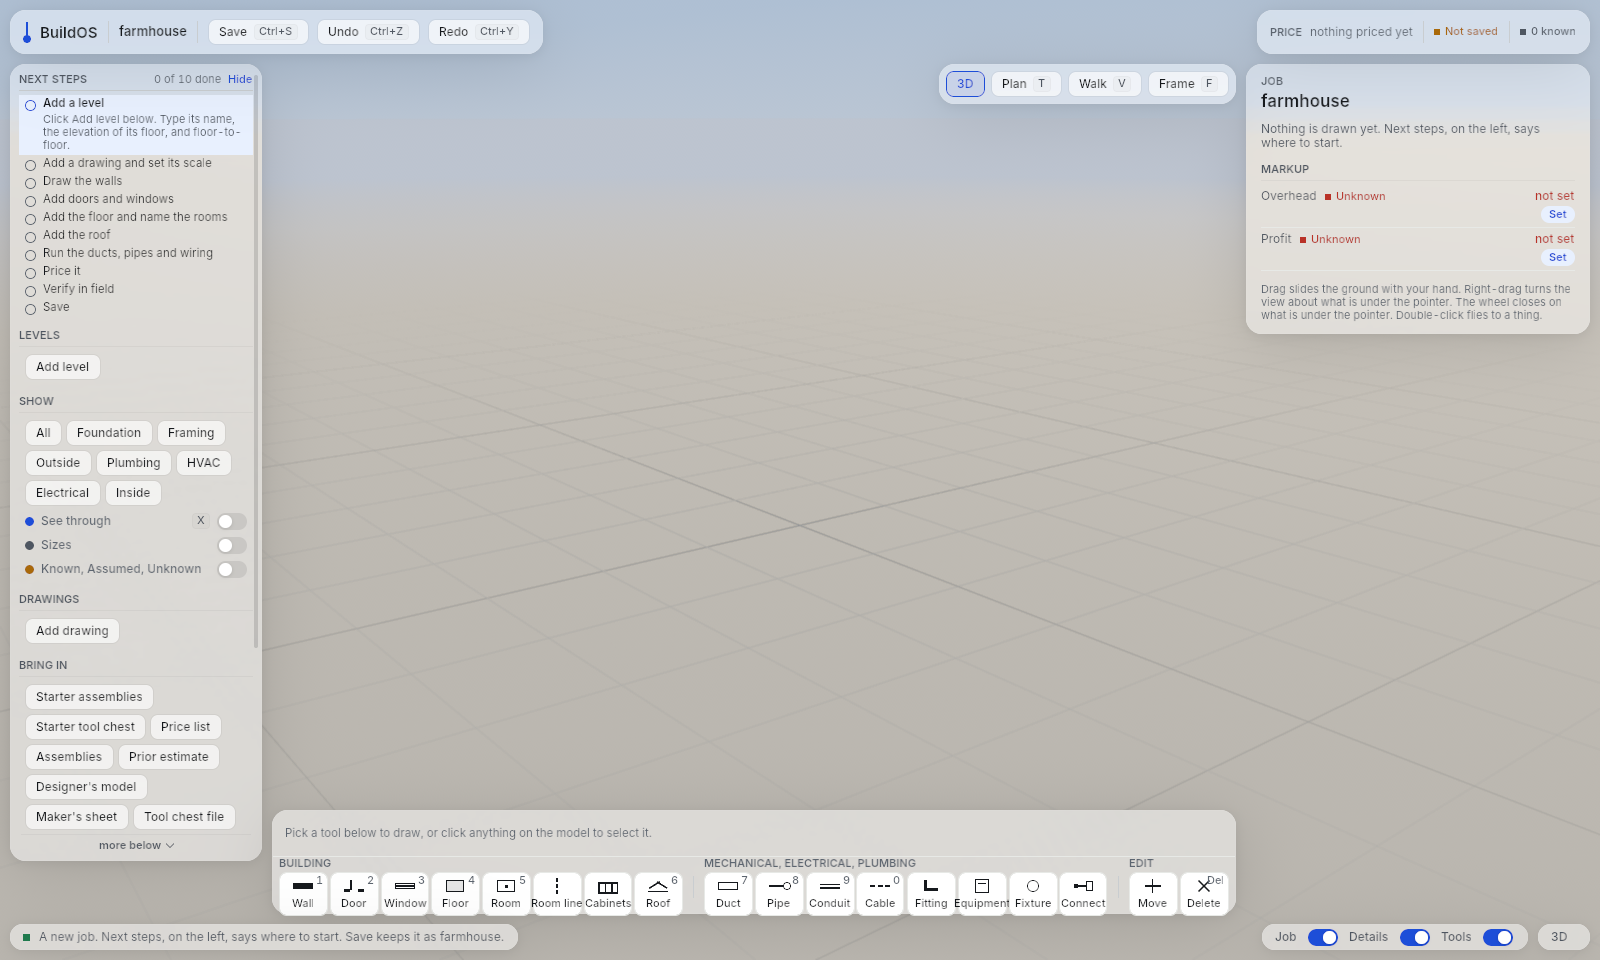 BuildOS farmhouse Save Ctrl+S Undo Ctrl+Z Redo Ctrl+Y
PRICE nothing priced yet Not saved 0 known
NEXT STEPS 0 of 10 done Hide
Add a level
Click Add level below. Type its name,
the elevation of its floor, and floor-to-
floor.
Add a drawing and set its scale
Draw the walls
Add doors and windows
Add the floor and name the rooms
Add the roof
Run the ducts, pipes and wiring
Price it
Verify in field
Save
LEVELS
Add level
SHOW
All Foundation Framing
Outside Plumbing HVAC
Electrical Inside
See through X
Sizes
Known, Assumed, Unknown
DRAWINGS
Add drawing
BRING IN
Starter assemblies
Starter tool chest Price list
Assemblies Prior estimate
Designer's model
Maker's sheet Tool chest file
more below
3D Plan T Walk V Frame F
JOB
farmhouse
Nothing is drawn yet. Next steps, on the left, says
where to start.
MARKUP
Overhead Unknown not set
Set
Profit Unknown not set
Set
Drag slides the ground with your hand. Right-drag turns the
view about what is under the pointer. The wheel closes on
what is under the pointer. Double-click flies to a thing.
Pick a tool below to draw, or click anything on the model to select it.
BUILDING MECHANICAL, ELECTRICAL, PLUMBING EDIT
1 2 3 4 5 6 7 8 9 0 Del
Wall Door Window Floor Room Room line Cabinets Roof Duct Pipe Conduit Cable Fitting Equipment Fixture Connect Move Delete
A new job. Next steps, on the left, says where to start. Save keeps it as farmhouse.
Job Details Tools 3D